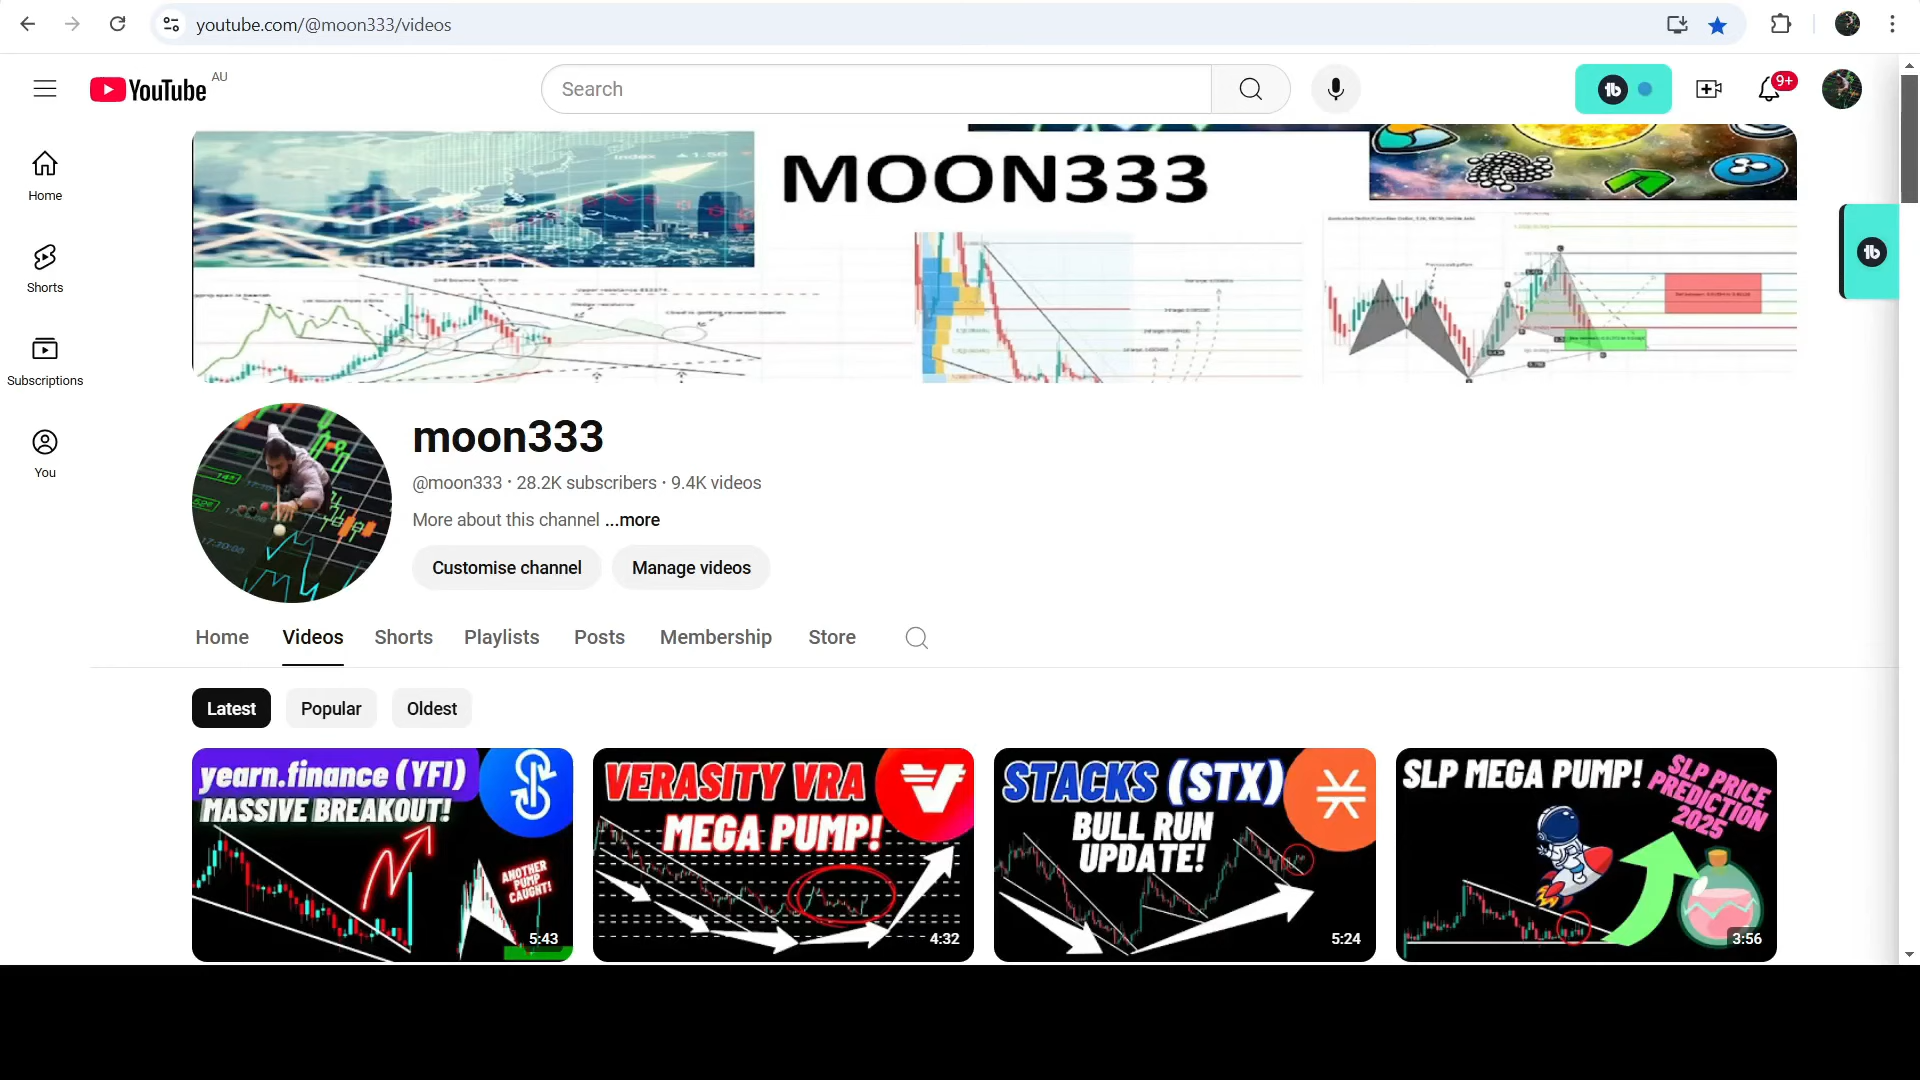 youtube.com/@moon333/videos
YouTube AU
Search
9+
Home
Shorts
Subscriptions
You
Index ▲1.58
MOON333
moon333
@moon333 · 28.2K subscribers · 9.4K videos
More about this channel ...more
Customise channel
Manage videos
Home
Videos
Shorts
Playlists
Posts
Membership
Store
Latest
Popular
Oldest
yearn.finance (YFI)
MASSIVE BREAKOUT!
ANOTHER
PUMP
CAUGHT!
5:43
VERASITY VRA
MEGA PUMP!
4:32
STACKS (STX)
BULL RUN
UPDATE!
5:24
SLP MEGA PUMP!
SLP PRICE
PREDICTION
2025
3:56